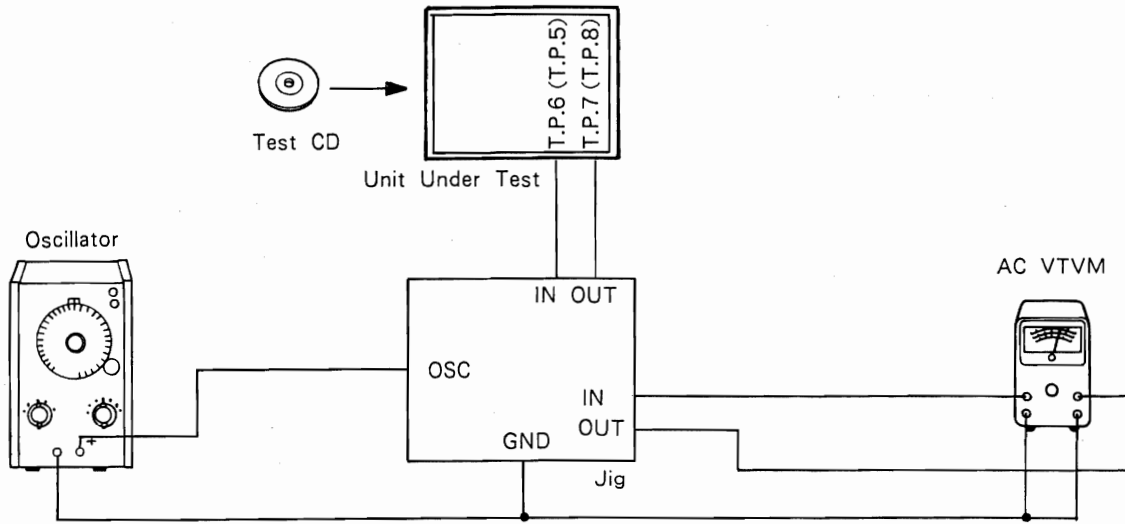 T.P.6 (T.P.5)
T.P.7 (T.P.8)
Test CD
Unit Under Test
Oscillator
AC VTVM
IN OUT
OSC
IN
OUT
GND
+
Jig